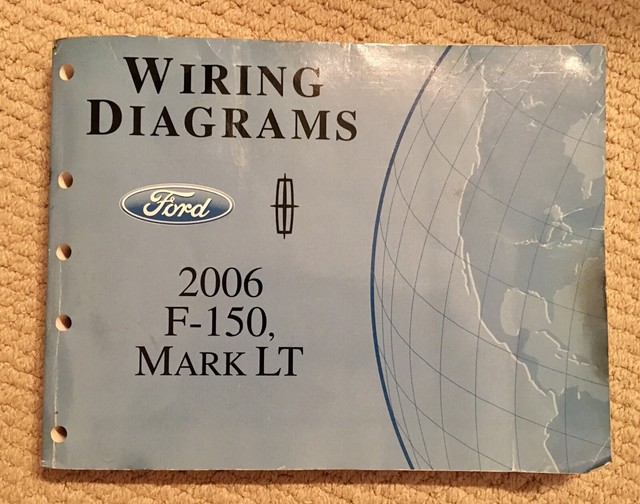 WIRING
DIAGRAMS
Ford
2006
F-150,
MARK LT